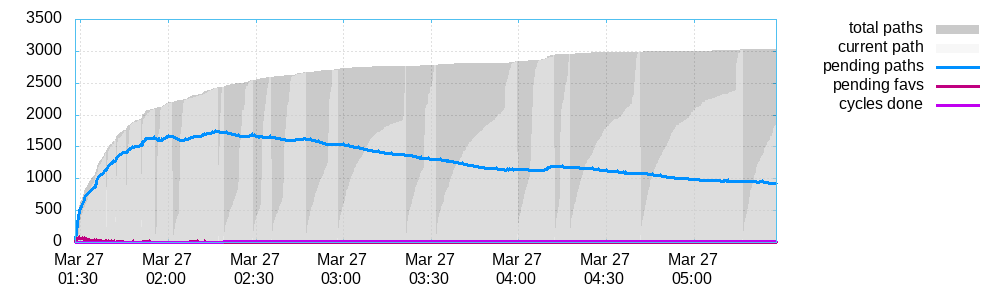 3500
3000
2500
2000
1500
1000
500
0
Mar 27 Mar 27 Mar 27 Mar 27 Mar 27 Mar 27 Mar 27 Mar 27
01:30 02:00 02:30 03:00 03:30 04:00 04:30 05:00
total paths
current path
pending paths
pending favs
cycles done